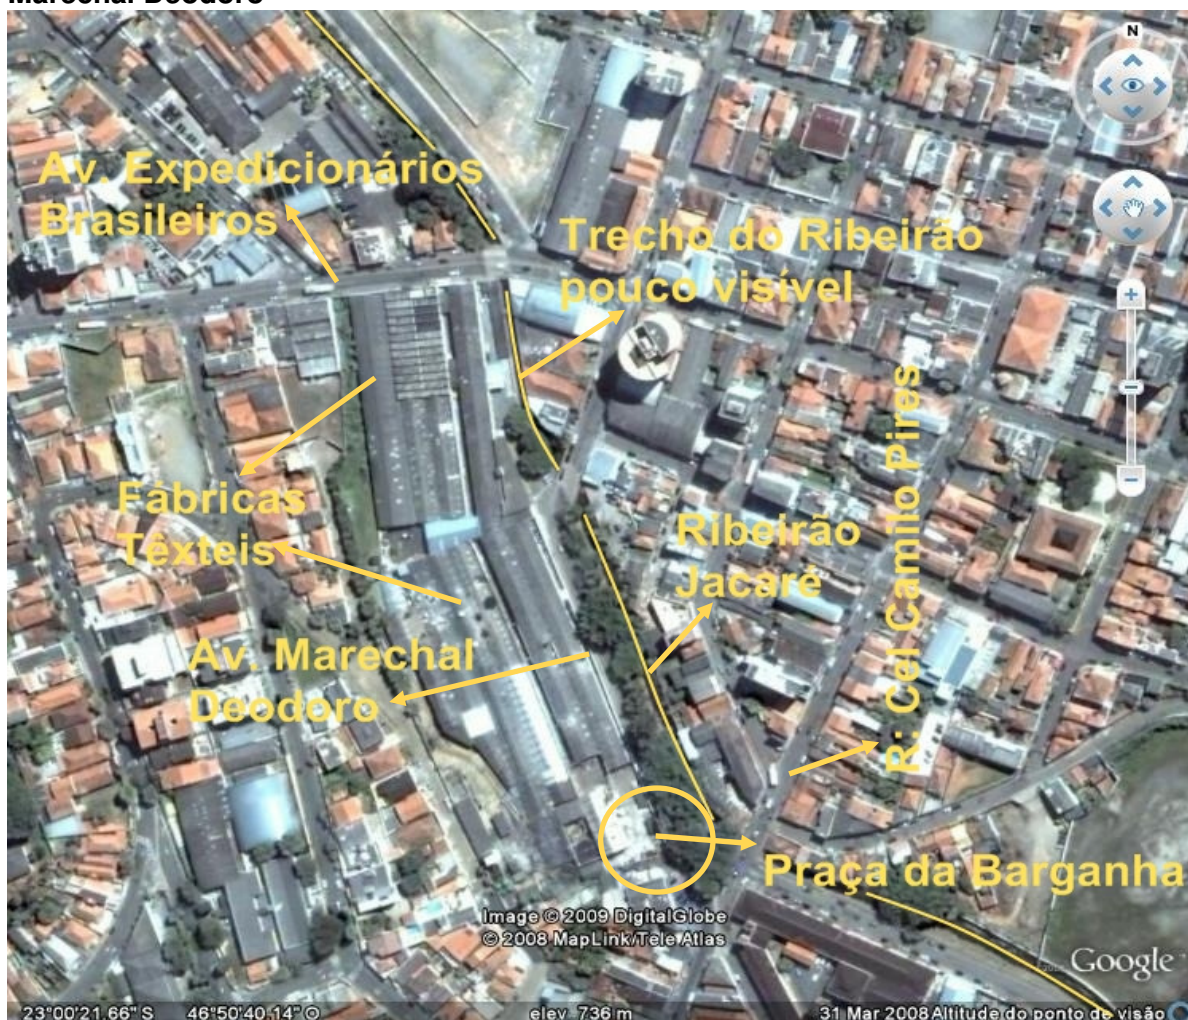 Marechal Deodoro
N
Av. Expedicionários
Brasileiros
Trecho do Ribeirão
pouco visível
R: Cel Camilo Pires
Fábricas
Têxteis
Ribeirão
Jacaré
Av. Marechal
Deodoro
Praça da Barganha
Image © 2009 DigitalGlobe
© 2008 MapLink/Tele Atlas
Google
23°00'21.66" S 46°50'40.14" O elev 736 m 31 Mar 2008 Altitude do ponto de visão